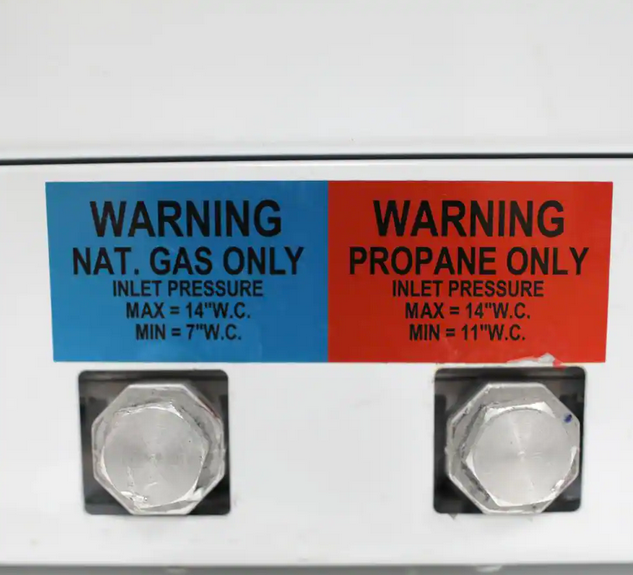 WARNING
NAT. GAS ONLY
INLET PRESSURE
MAX = 14"W.C.
MIN = 7"W.C.
WARNING
PROPANE ONLY
INLET PRESSURE
MAX = 14"W.C.
MIN = 11"W.C.